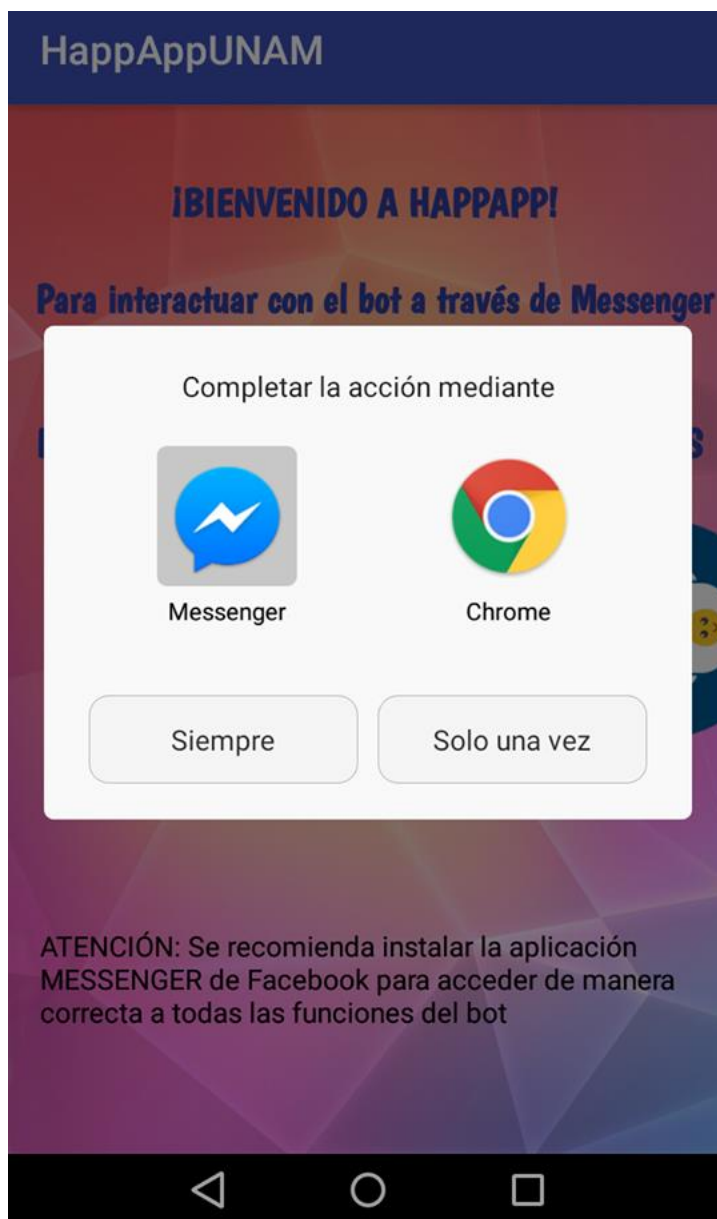 HappAppUNAM
¡BIENVENIDO A HAPPAPP!
Para interactuar con el bot a través de Messenger
Completar la acción mediante
Messenger
Chrome
Siempre
Solo una vez
ATENCIÓN: Se recomienda instalar la aplicación
MESSENGER de Facebook para acceder de manera
correcta a todas las funciones del bot